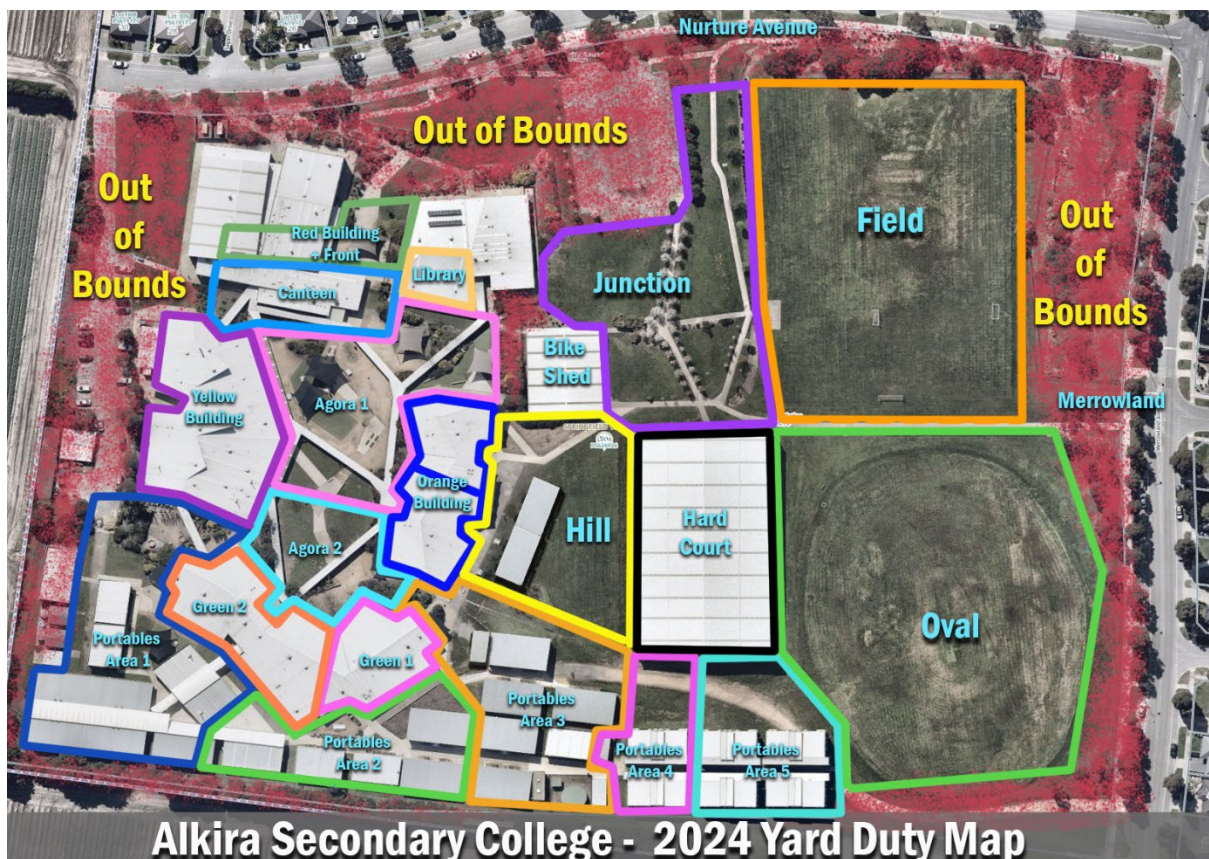 Nurture Avenue
Out of Bounds
Out
of
Bounds
Field
Out
of
Bounds
Red Building
+ Front
Library
Canteen
Junction
Bike
Shed
Yellow
Building
Agora 1
Merrowland
Orange
Building
Hill
Hard
Court
Agora 2
Green 2
Oval
Portables
Area 1
Green 1
Portables
Area 3
Portables
Area 2
Portables
Area 4
Portables
Area 5
Alkira Secondary College - 2024 Yard Duty Map